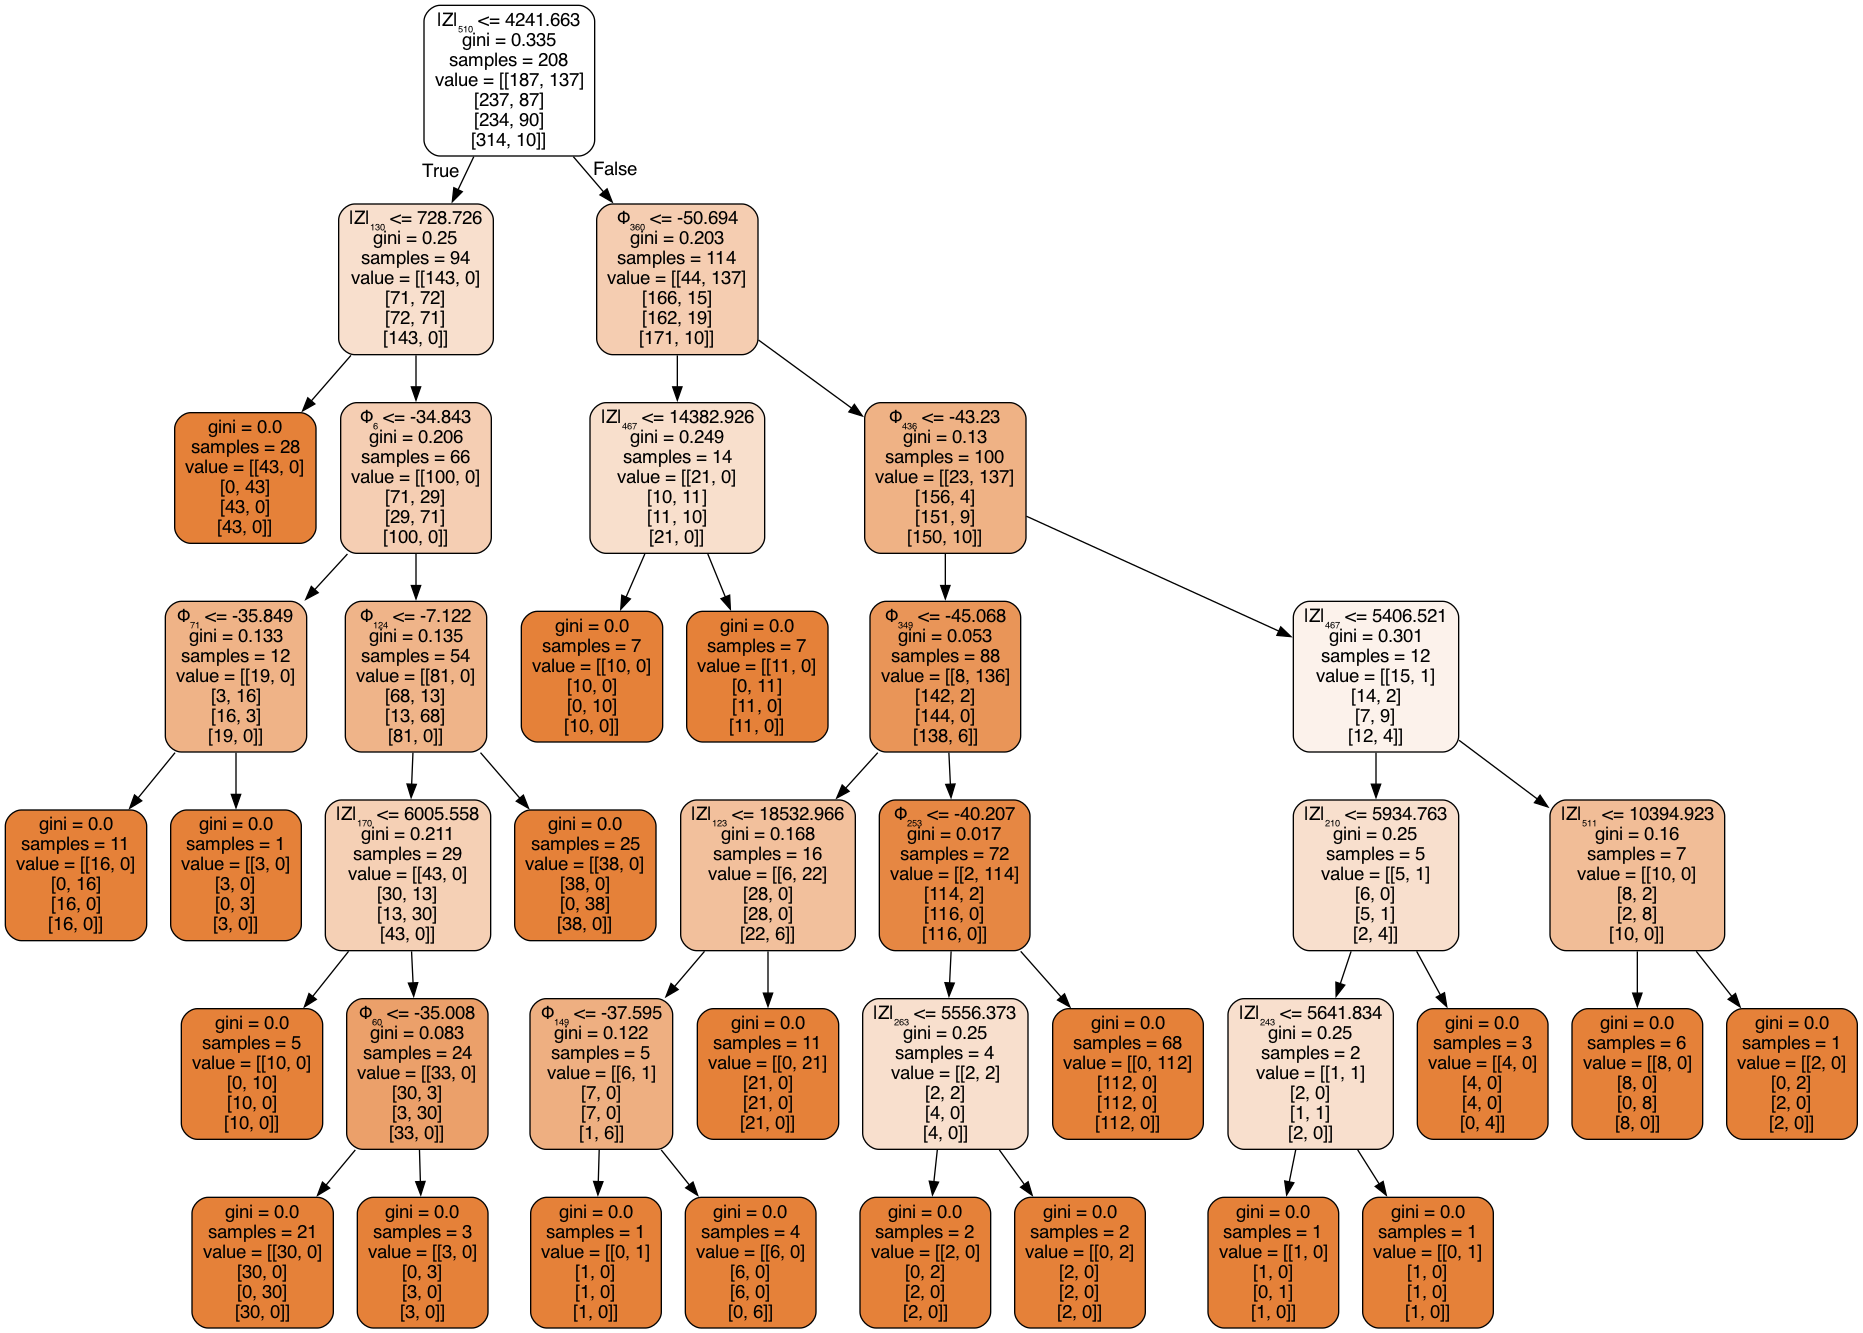 |Z|510 <= 4241.663
gini = 0.335
samples = 208
value = [[187, 137]
[237, 87]
[234, 90]
[314, 10]]
True
False
|Z|130 <= 728.726
gini = 0.25
samples = 94
value = [[143, 0]
[71, 72]
[72, 71]
[143, 0]]
Φ360 <= -50.694
gini = 0.203
samples = 114
value = [[44, 137]
[166, 15]
[162, 19]
[171, 10]]
gini = 0.0
samples = 28
value = [[43, 0]
[0, 43]
[43, 0]
[43, 0]]
Φ6 <= -34.843
gini = 0.206
samples = 66
value = [[100, 0]
[71, 29]
[29, 71]
[100, 0]]
|Z|467 <= 14382.926
gini = 0.249
samples = 14
value = [[21, 0]
[10, 11]
[11, 10]
[21, 0]]
Φ436 <= -43.23
gini = 0.13
samples = 100
value = [[23, 137]
[156, 4]
[151, 9]
[150, 10]]
Φ71 <= -35.849
gini = 0.133
samples = 12
value = [[19, 0]
[3, 16]
[16, 3]
[19, 0]]
Φ124 <= -7.122
gini = 0.135
samples = 54
value = [[81, 0]
[68, 13]
[13, 68]
[81, 0]]
gini = 0.0
samples = 7
value = [[10, 0]
[10, 0]
[0, 10]
[10, 0]]
gini = 0.0
samples = 7
value = [[11, 0]
[0, 11]
[11, 0]
[11, 0]]
Φ349 <= -45.068
gini = 0.053
samples = 88
value = [[8, 136]
[142, 2]
[144, 0]
[138, 6]]
|Z|467 <= 5406.521
gini = 0.301
samples = 12
value = [[15, 1]
[14, 2]
[7, 9]
[12, 4]]
gini = 0.0
samples = 11
value = [[16, 0]
[0, 16]
[16, 0]
[16, 0]]
gini = 0.0
samples = 1
value = [[3, 0]
[3, 0]
[0, 3]
[3, 0]]
|Z|170 <= 6005.558
gini = 0.211
samples = 29
value = [[43, 0]
[30, 13]
[13, 30]
[43, 0]]
gini = 0.0
samples = 25
value = [[38, 0]
[38, 0]
[0, 38]
[38, 0]]
|Z|123 <= 18532.966
gini = 0.168
samples = 16
value = [[6, 22]
[28, 0]
[28, 0]
[22, 6]]
Φ253 <= -40.207
gini = 0.017
samples = 72
value = [[2, 114]
[114, 2]
[116, 0]
[116, 0]]
|Z|210 <= 5934.763
gini = 0.25
samples = 5
value = [[5, 1]
[6, 0]
[5, 1]
[2, 4]]
|Z|511 <= 10394.923
gini = 0.16
samples = 7
value = [[10, 0]
[8, 2]
[2, 8]
[10, 0]]
gini = 0.0
samples = 5
value = [[10, 0]
[0, 10]
[10, 0]
[10, 0]]
Φ60 <= -35.008
gini = 0.083
samples = 24
value = [[33, 0]
[30, 3]
[3, 30]
[33, 0]]
Φ149 <= -37.595
gini = 0.122
samples = 5
value = [[6, 1]
[7, 0]
[7, 0]
[1, 6]]
gini = 0.0
samples = 11
value = [[0, 21]
[21, 0]
[21, 0]
[21, 0]]
|Z|263 <= 5556.373
gini = 0.25
samples = 4
value = [[2, 2]
[2, 2]
[4, 0]
[4, 0]]
gini = 0.0
samples = 68
value = [[0, 112]
[112, 0]
[112, 0]
[112, 0]]
|Z|243 <= 5641.834
gini = 0.25
samples = 2
value = [[1, 1]
[2, 0]
[1, 1]
[2, 0]]
gini = 0.0
samples = 3
value = [[4, 0]
[4, 0]
[4, 0]
[0, 4]]
gini = 0.0
samples = 6
value = [[8, 0]
[8, 0]
[0, 8]
[8, 0]]
gini = 0.0
samples = 1
value = [[2, 0]
[0, 2]
[2, 0]
[2, 0]]
gini = 0.0
samples = 21
value = [[30, 0]
[30, 0]
[0, 30]
[30, 0]]
gini = 0.0
samples = 3
value = [[3, 0]
[0, 3]
[3, 0]
[3, 0]]
gini = 0.0
samples = 1
value = [[0, 1]
[1, 0]
[1, 0]
[1, 0]]
gini = 0.0
samples = 4
value = [[6, 0]
[6, 0]
[6, 0]
[0, 6]]
gini = 0.0
samples = 2
value = [[2, 0]
[0, 2]
[2, 0]
[2, 0]]
gini = 0.0
samples = 2
value = [[0, 2]
[2, 0]
[2, 0]
[2, 0]]
gini = 0.0
samples = 1
value = [[1, 0]
[1, 0]
[0, 1]
[1, 0]]
gini = 0.0
samples = 1
value = [[0, 1]
[1, 0]
[1, 0]
[1, 0]]